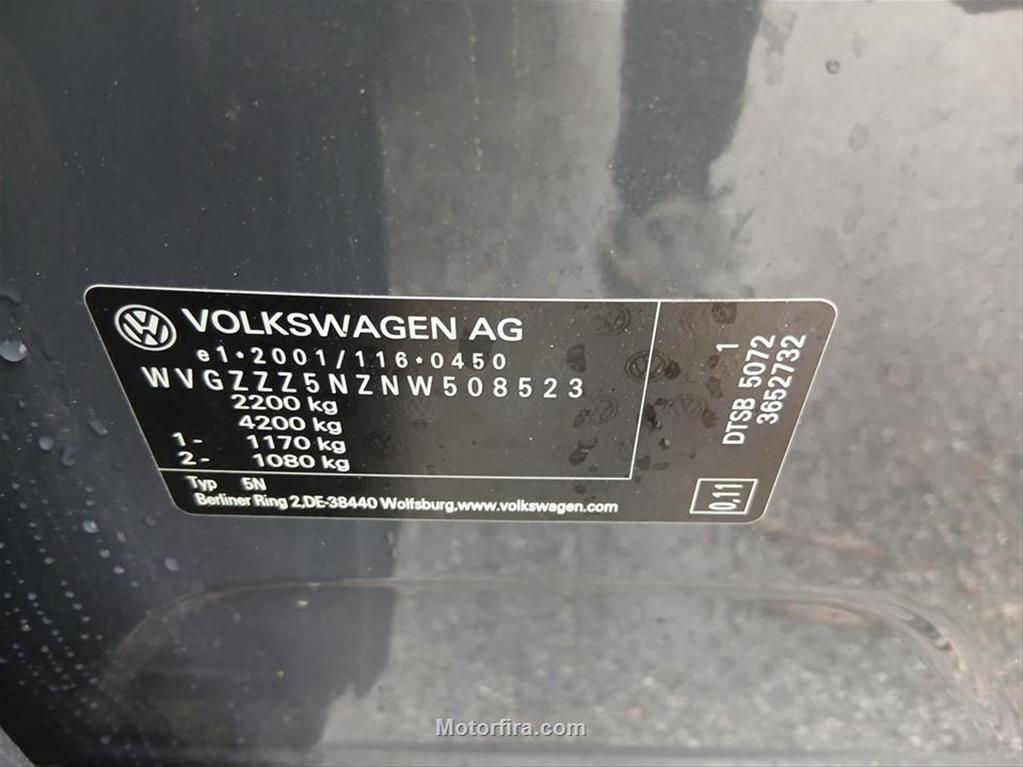 VOLKSWAGEN AG
e1*2001/116*0450
WVGZZZ5NZNW508523
2200 kg
4200 kg
1- 1170 kg
2- 1080 kg
Typ 5N
Berliner Ring 2,DE-38440 Wolfsburg,www.volkswagen.com
1
DTSB 5072
3652732
0,11
Motorfira.com